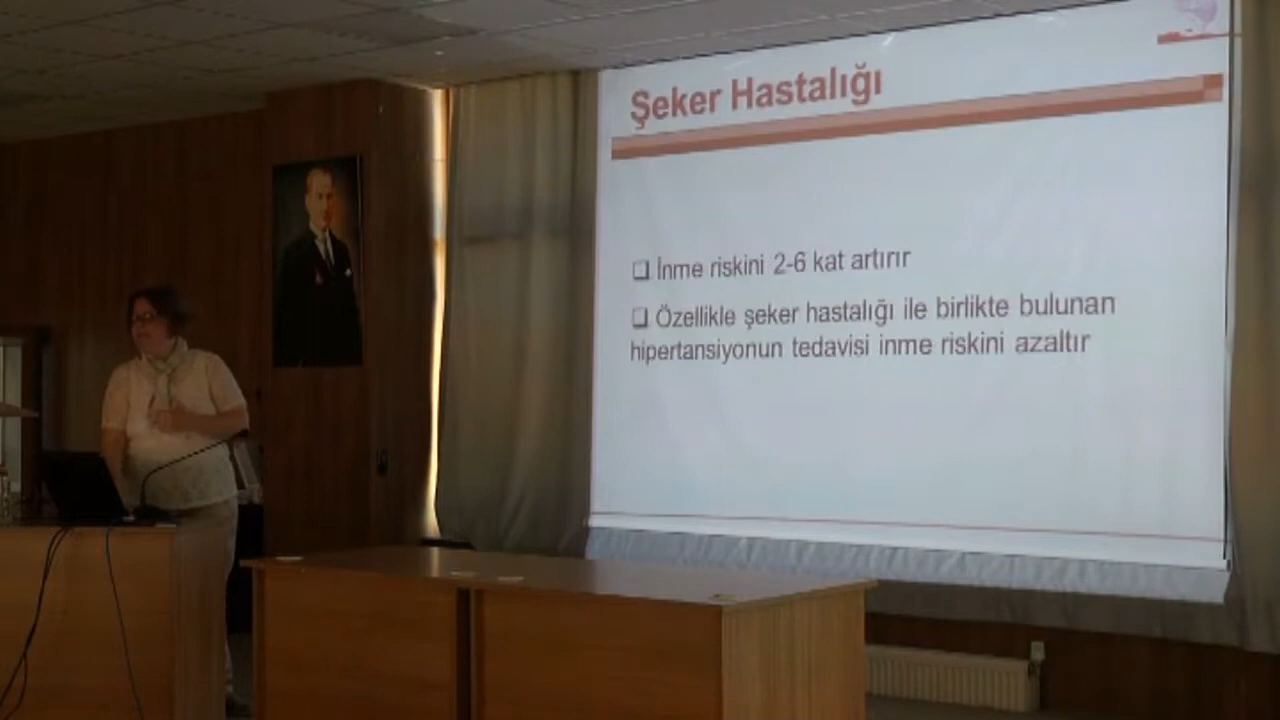 Şeker Hastalığı
❑ İnme riskini 2-6 kat artırır
❑ Özellikle şeker hastalığı ile birlikte bulunan
hipertansiyonun tedavisi inme riskini azaltır